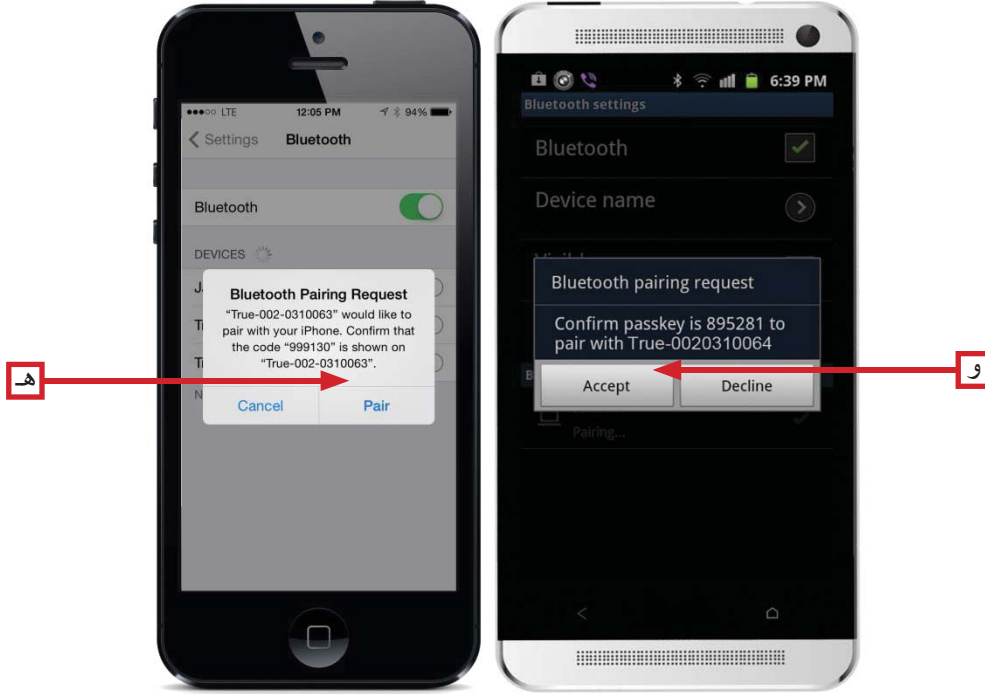 ●●●○○ LTE 12:05 PM 94%
Settings Bluetooth
Bluetooth
DEVICES
Bluetooth Pairing Request
“True-002-0310063” would like to
pair with your iPhone. Confirm that
the code “999130” is shown on
“True-002-0310063”.
Cancel Pair
هـ
6:39 PM
Bluetooth settings
Bluetooth
Device name
Bluetooth pairing request
Confirm passkey is 895281 to
pair with True-0020310064
Accept Decline
Pairing...
و